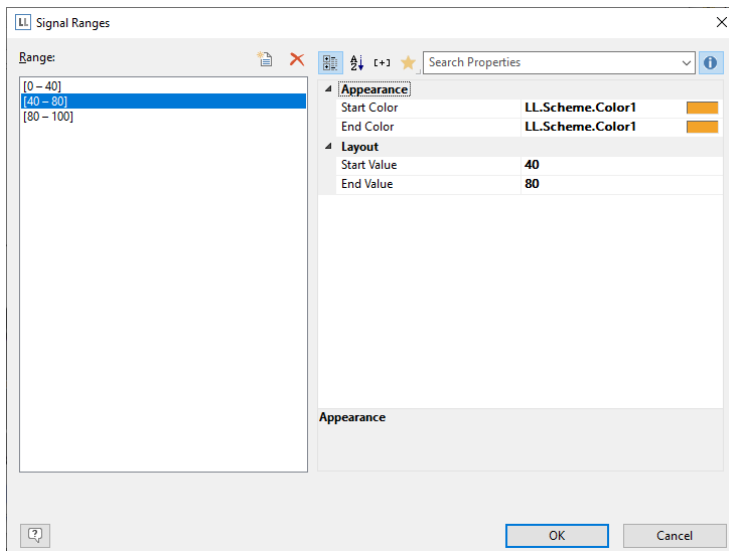 LL Signal Ranges
Range:
[0 – 40]
[40 – 80]
[80 – 100]
A Z [+] Search Properties
Appearance
Start Color LL.Scheme.Color1
End Color LL.Scheme.Color1
Layout
Start Value 40
End Value 80
Appearance
OK Cancel